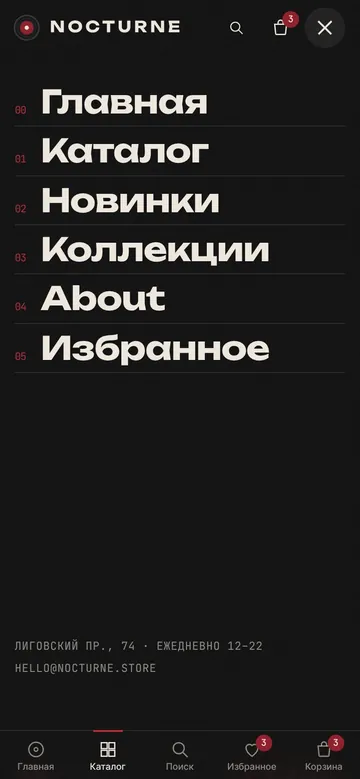 NOCTURNE
3
00 Главная
01 Каталог
02 Новинки
03 Коллекции
04 About
05 Избранное
ЛИГОВСКИЙ ПР., 74 · ЕЖЕДНЕВНО 12–22
HELLO@NOCTURNE.STORE
3 3
Главная Каталог Поиск Избранное Корзина